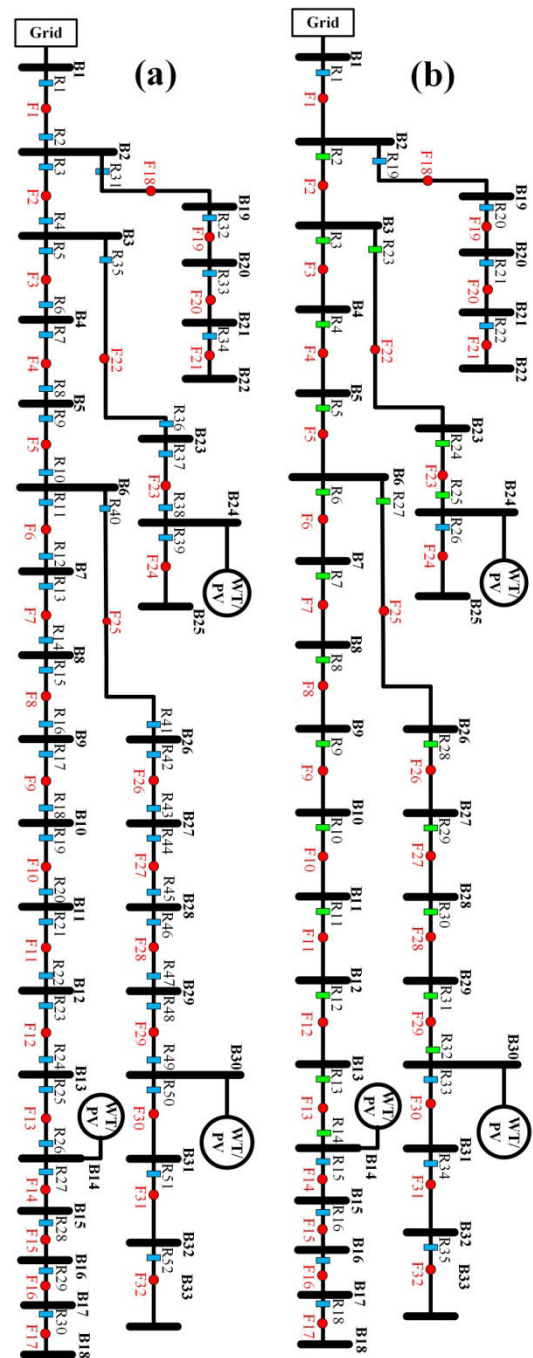 Grid
(a)
B1
R1
F1
R2
B2
R3
R31
F18
F2
R4
B19
R32
F19
B3
R5
R35
B20
R33
F3
F20
R6
B4
R7
B21
R34
F22
F21
F4
B22
R8
B5
R9
R36
B23
F5
R37
R10
F23
B6
R11
R40
R38
B24
R39
F6
F24
R12
B7
WT/
PV
R13
B25
F7
F25
R14
B8
R15
F8
R16
R41
B9
B26
R17
R42
F9
F26
R18
R43
B10
B27
R19
R44
F10
F27
R20
R45
B11
B28
R21
R46
F11
F28
R22
R47
B12
B29
R23
R48
F12
F29
R24
R49
B13
B30
R25
R50
F13
F30
WT/
PV
WT/
PV
R26
B14
B31
R27
R51
F14
F31
B15
R28
F15
B32
B16
R52
R29
F32
F16
B33
B17
R30
F17
B18
Grid
(b)
B1
R1
F1
B2
R2
R19
F18
F2
B19
R20
F19
B3
R3
R23
B20
R21
F3
F20
B4
R4
B21
R22
F22
F21
F4
B22
B5
R5
B23
R24
F5
F23
B6
R6
R27
R25
B24
R26
F6
F24
B7
R7
WT/
PV
B25
F7
F25
B8
R8
F8
B9
R9
B26
R28
F9
F26
B10
R10
B27
R29
F10
F27
B11
R11
B28
R30
F11
F28
B12
R12
B29
R31
F12
F29
R32
B13
R13
B30
R33
F13
F30
WT/
PV
WT/
PV
R14
B14
R15
B31
R34
F14
F31
B15
R16
F15
B32
B16
R35
F16
F32
B17
R18
B33
F17
B18